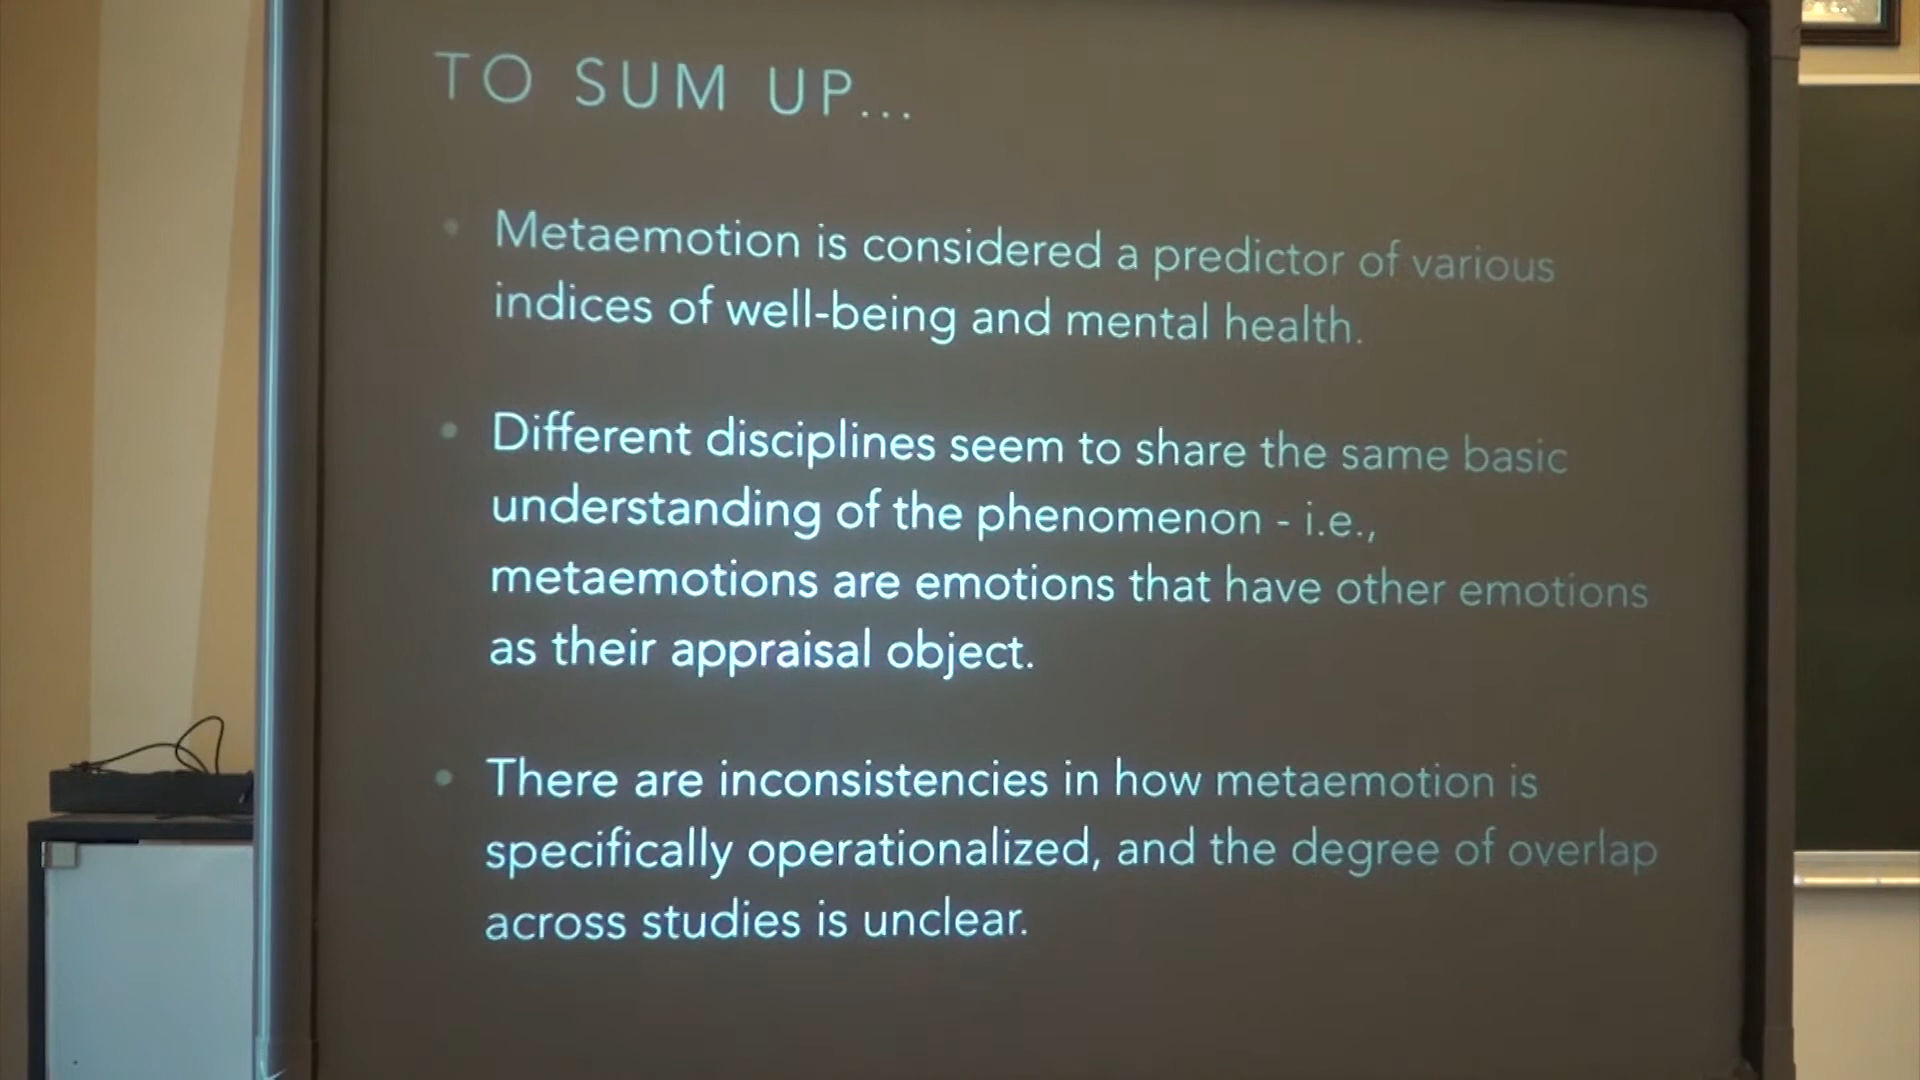 TO SUM UP...
• Metaemotion is considered a predictor of various
indices of well-being and mental health.
• Different disciplines seem to share the same basic
understanding of the phenomenon - i.e.,
metaemotions are emotions that have other emotions
as their appraisal object.
• There are inconsistencies in how metaemotion is
specifically operationalized, and the degree of overlap
across studies is unclear.